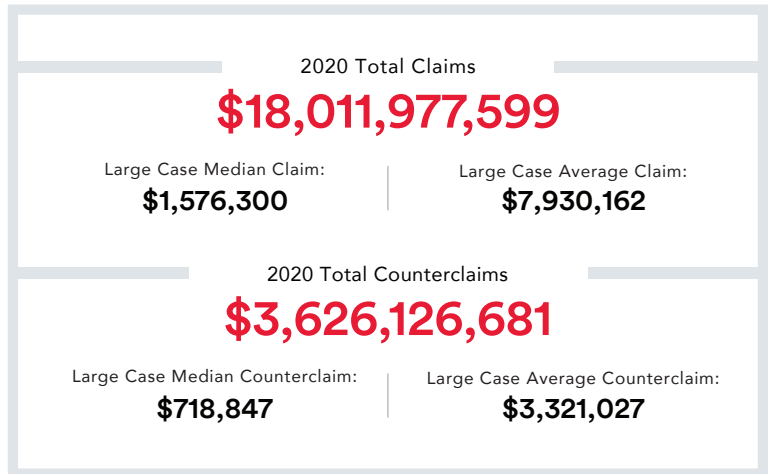 2020 Total Claims
$18,011,977,599
Large Case Median Claim:
$1,576,300
Large Case Average Claim:
$7,930,162
2020 Total Counterclaims
$3,626,126,681
Large Case Median Counterclaim:
$718,847
Large Case Average Counterclaim:
$3,321,027